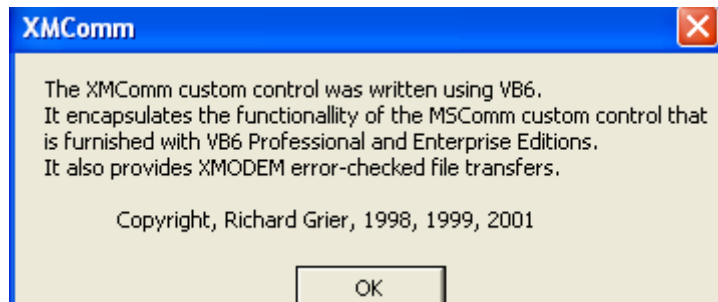 XMComm
The XMComm custom control was written using VB6.
It encapsulates the functionallity of the MSComm custom control that
is furnished with VB6 Professional and Enterprise Editions.
It also provides XMODEM error-checked file transfers.
Copyright, Richard Grier, 1998, 1999, 2001
OK